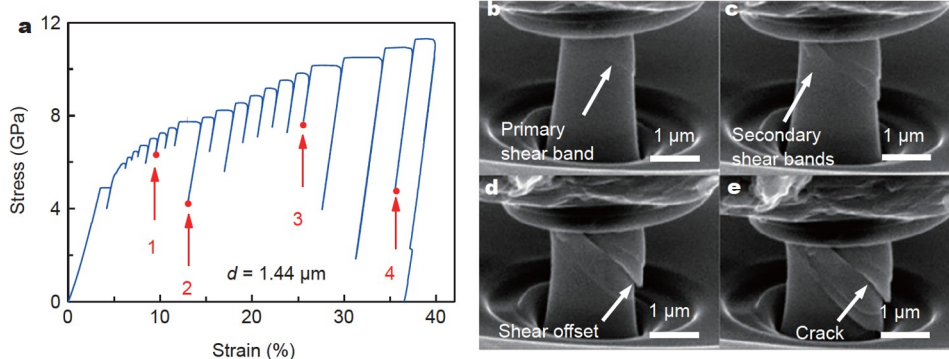 a
12
8
4
0
Stress (GPa)
0
10
20
30
40
Strain (%)
1
2
3
4
d = 1.44 μm
b
Primary
shear band
1 μm
c
Secondary
shear bands
1 μm
d
Shear offset
1 μm
e
Crack
1 μm